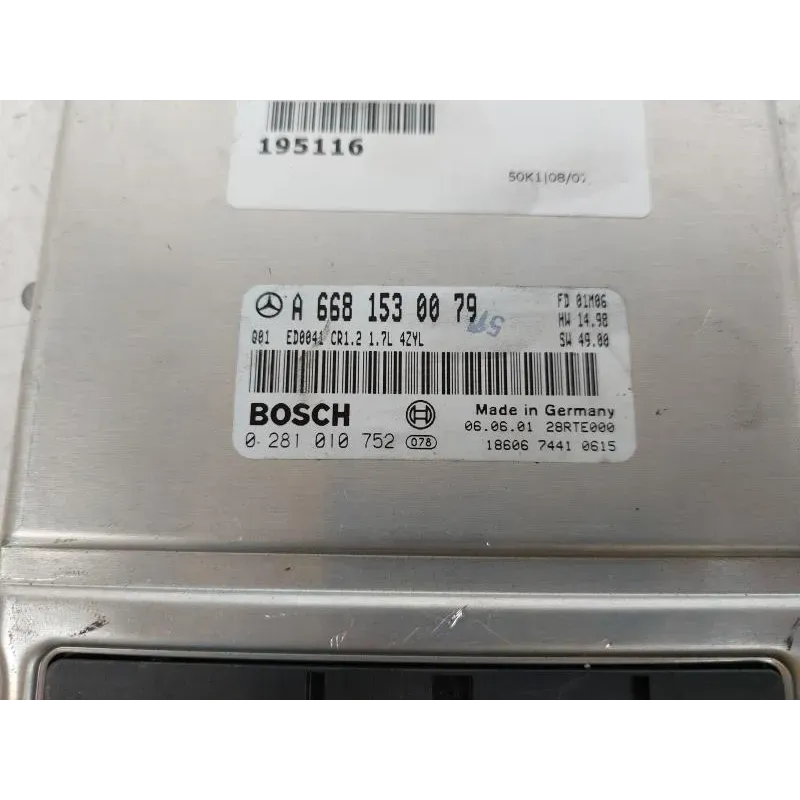 195116
50K1|08/07
A 668 153 00 79
FD 01M06
HW 14.98
Q01 ED0041 CR1.2 1.7L 4ZYL
SW 49.00
BOSCH
Made in Germany
06.06.01 28RTE000
0 281 010 752 078
18606 7441 0615